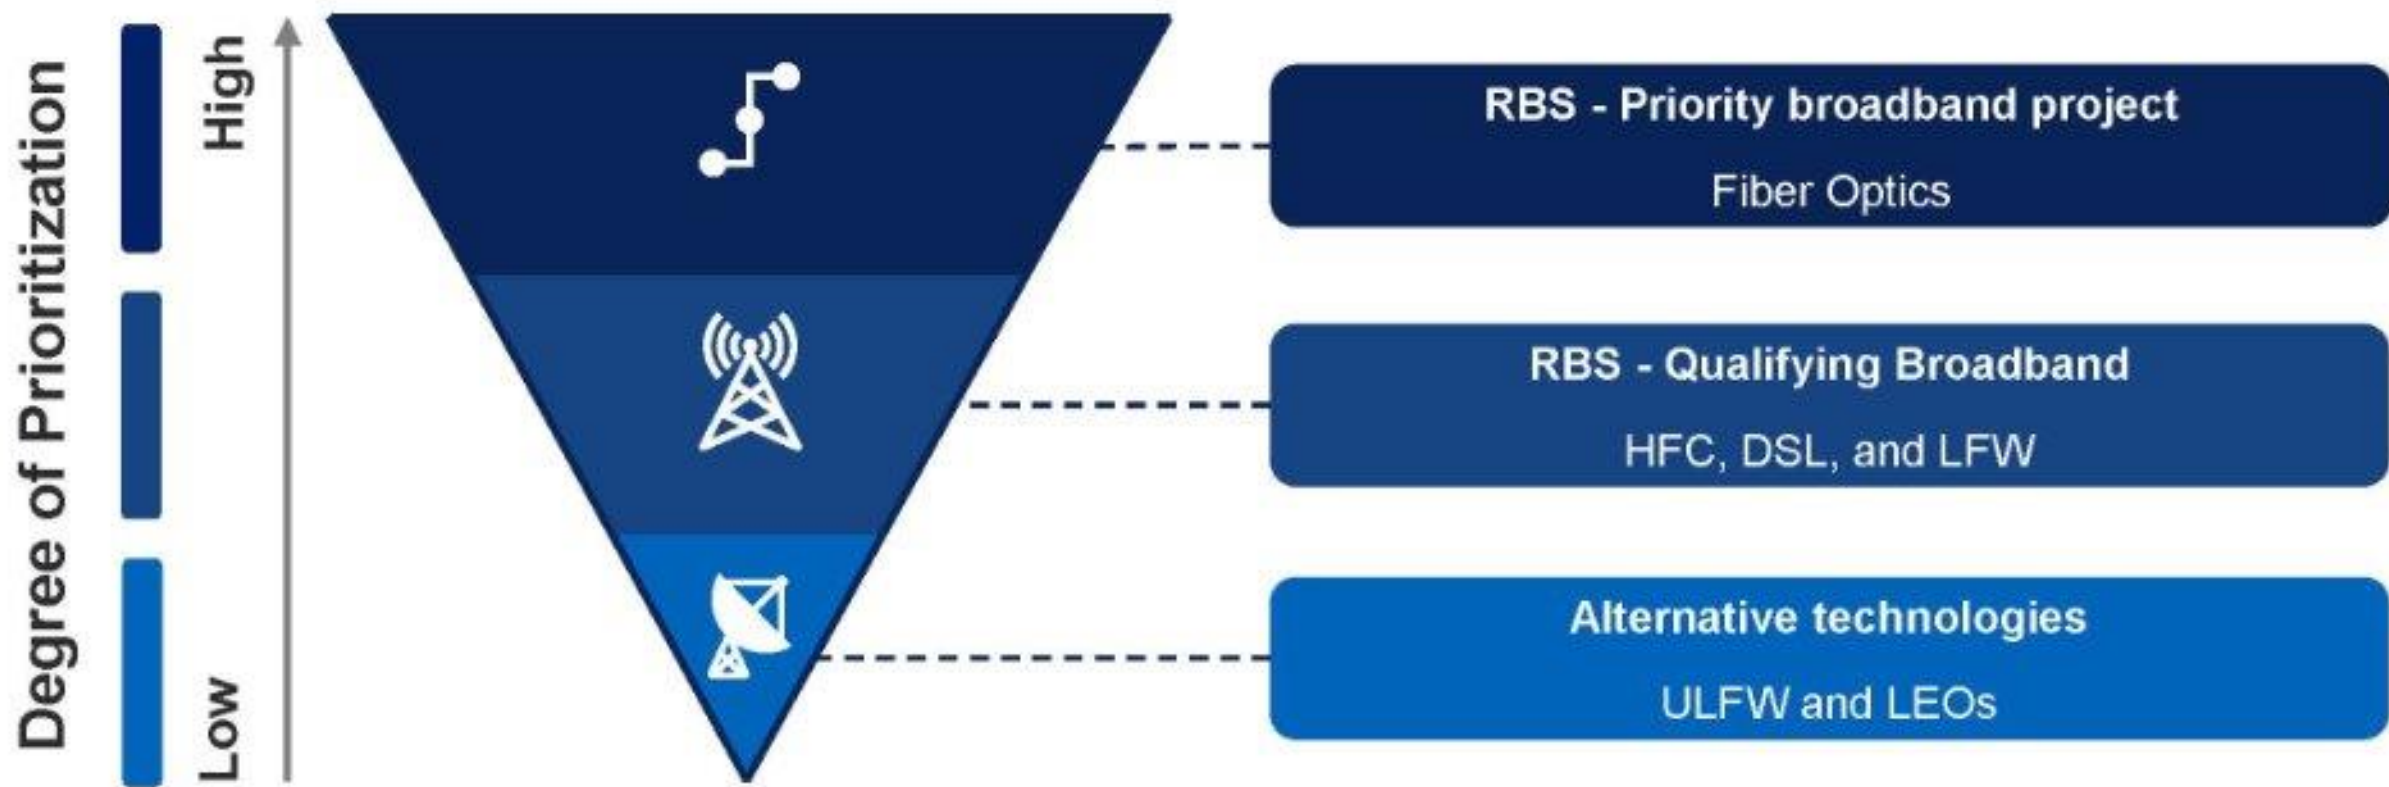 Degree of Prioritization
High
Low
RBS - Priority broadband project
Fiber Optics
RBS - Qualifying Broadband
HFC, DSL, and LFW
Alternative technologies
ULFW and LEOs